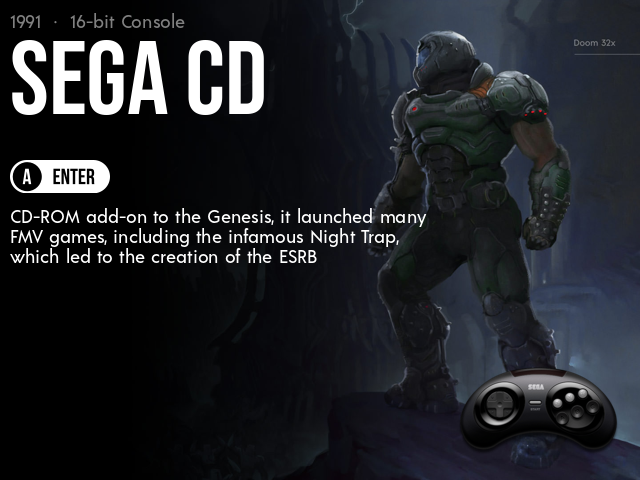 1991 · 16-bit Console
SEGA CD
Doom 32x
A ENTER
CD-ROM add-on to the Genesis, it launched many
FMV games, including the infamous Night Trap,
which led to the creation of the ESRB
SEGA